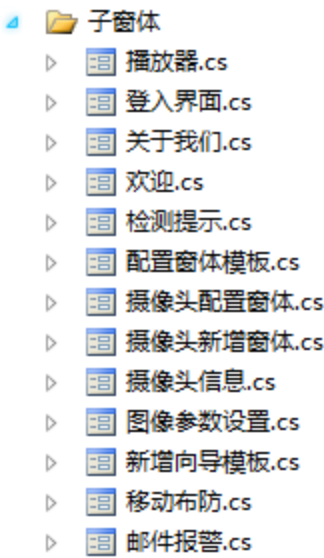 子窗体
播放器.cs
登入界面.cs
关于我们.cs
欢迎.cs
检测提示.cs
配置窗体模板.cs
摄像头配置窗体.cs
摄像头新增窗体.cs
摄像头信息.cs
图像参数设置.cs
新增向导模板.cs
移动布防.cs
邮件报警.cs